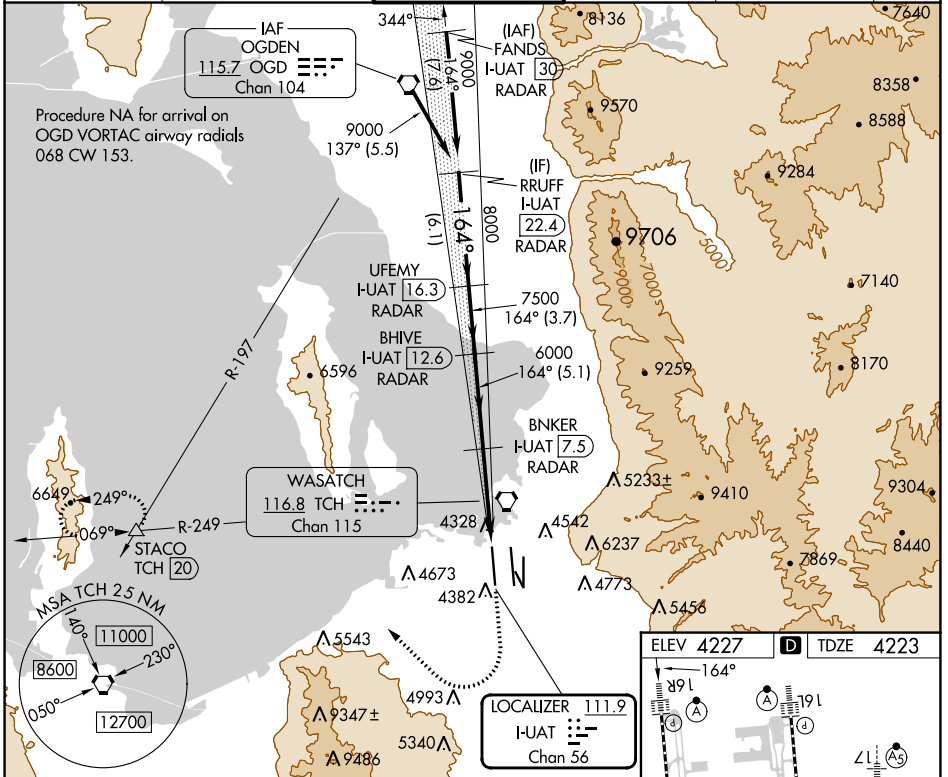 IAF
OGDEN
115.7 OGD
Chan 104
Procedure NA for arrival on
OGD VORTAC airway radials
068 CW 153.
9000
137° (5.5)
344°
(7.6)
164°
9000
(IAF)
FANDS
I-UAT 30
RADAR
8136
7640
8358
8588
9570
9284
(IF)
RRUFF
I-UAT
22.4
RADAR
(6.1)
164°
8000
9706
5000
9000
7000
7140
UFEMY
I-UAT 16.3
RADAR
7500
164° (3.7)
BHIVE
I-UAT 12.6
RADAR
6000
164° (5.1)
R-197
6596
9259
8170
BNKER
I-UAT 7.5
RADAR
WASATCH
116.8 TCH
Chan 115
5233±
9410
9304
6649
249°
069°
R-249
STACO
TCH 20
4328
4542
6237
8440
7869
4673
4382
4773
5456
MSA TCH 25 NM
140°
11000
230°
8600
050°
12700
5543
4993
9347±
5340
9486
LOCALIZER 111.9
I-UAT
Chan 56
ELEV 4227 D TDZE 4223
164°
16R
A
A
16L
P
P
17
A5